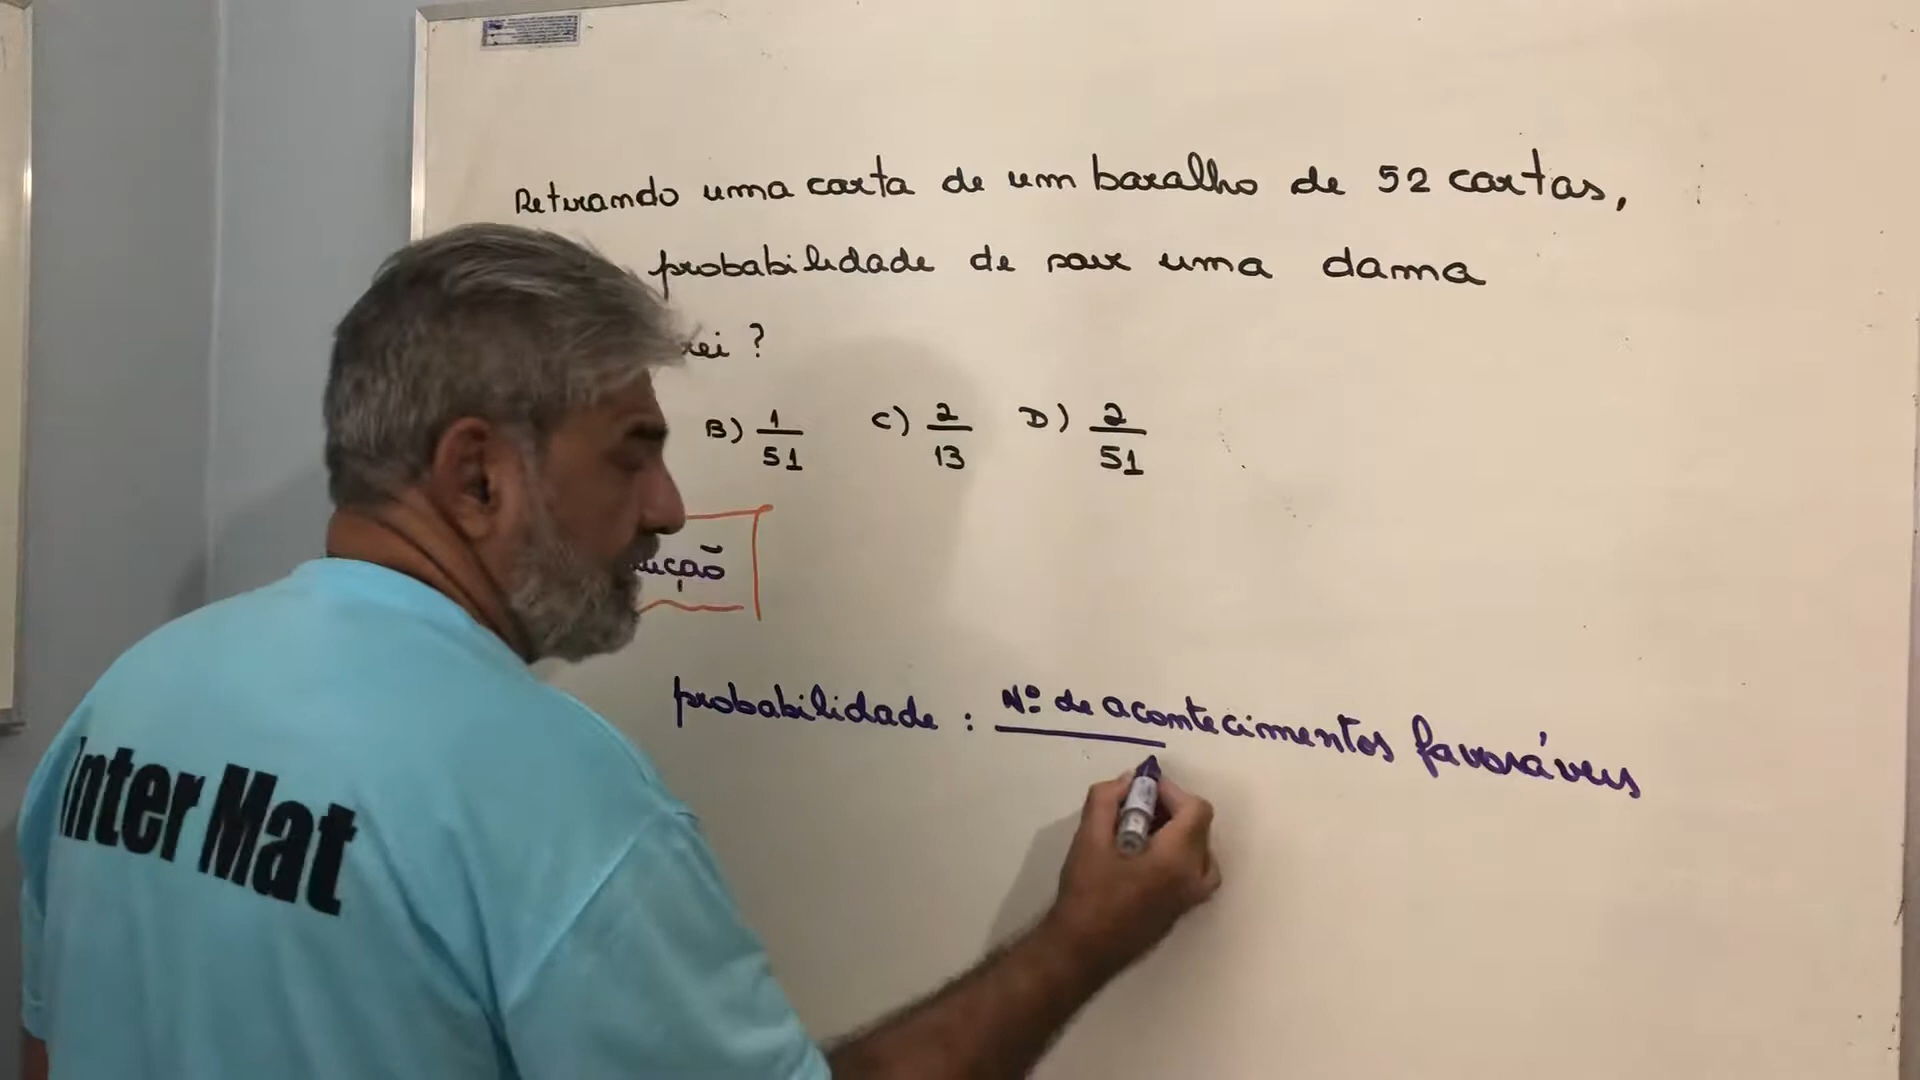 Retirando uma carta de um baralho de 52 cartas,
probabilidade de sair uma dama
rei ?
B) 1/51 C) 2/13 D) 2/51
ução
probabilidade : Nº de acontecimentos favoráveis
Inter Mat